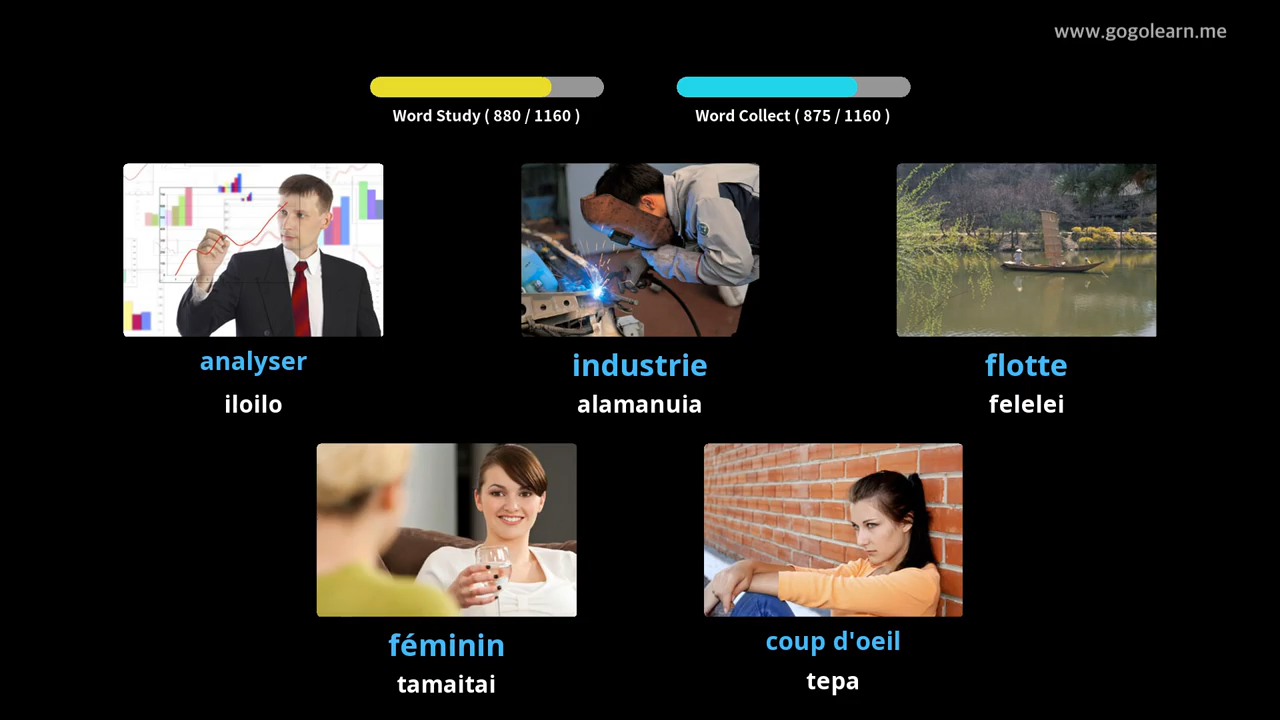 www.gogolearn.me
Word Study ( 880 / 1160 )
Word Collect ( 875 / 1160 )
analyser
iloilo
industrie
alamanuia
flotte
felelei
féminin
tamaitai
coup d'oeil
tepa